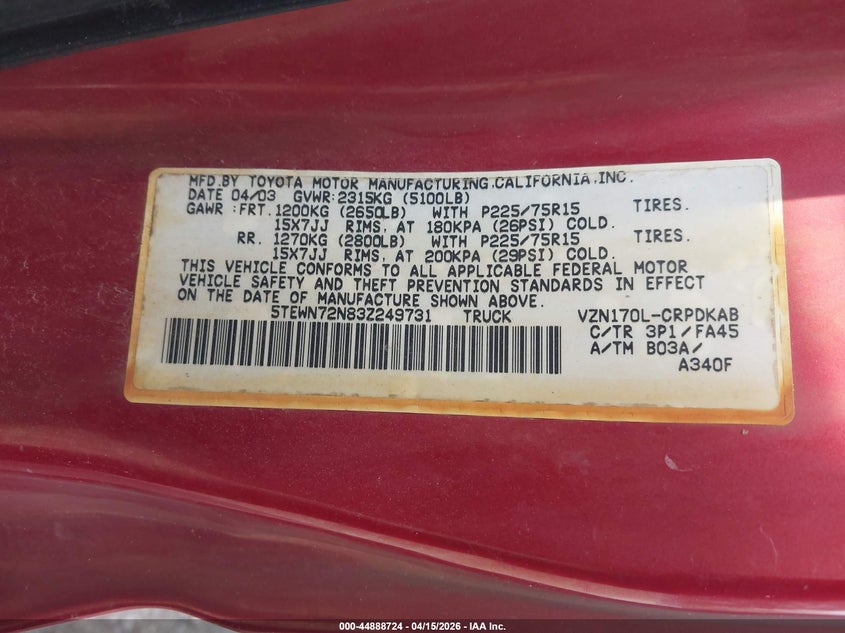 MFD.BY TOYOTA MOTOR MANUFACTURING,CALIFORNIA,INC.
DATE 04/03 GVWR:2315KG (5100LB)
GAWR :FRT.1200KG (2650LB) WITH P225/75R15 TIRES.
15X7JJ RIMS, AT 180KPA (26PSI) COLD.
RR. 1270KG (2800LB) WITH P225/75R15 TIRES.
15X7JJ RIMS, AT 200KPA (29PSI) COLD.
THIS VEHICLE CONFORMS TO ALL APPLICABLE FEDERAL MOTOR
VEHICLE SAFETY AND THEFT PREVENTION STANDARDS IN EFFECT
ON THE DATE OF MANUFACTURE SHOWN ABOVE.
5TEWN72N83Z249731 TRUCK VZN170L-CRPDKAB
C/TR 3P1/FA45
A/TM B03A/
A340F
000-44888724 | 04/15/2026 - IAA Inc.